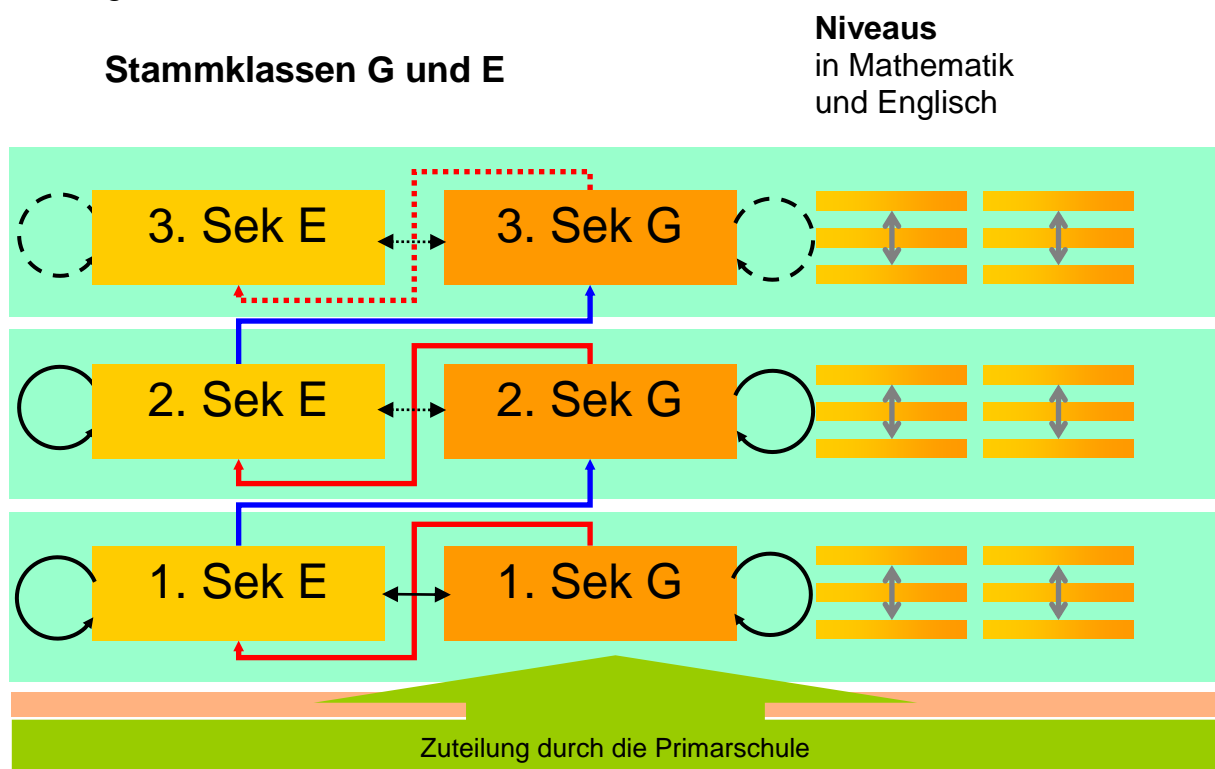 Stammklassen G und E
Niveaus
in Mathematik
und Englisch
3. Sek E
3. Sek G
2. Sek E
2. Sek G
1. Sek E
1. Sek G
Zuteilung durch die Primarschule